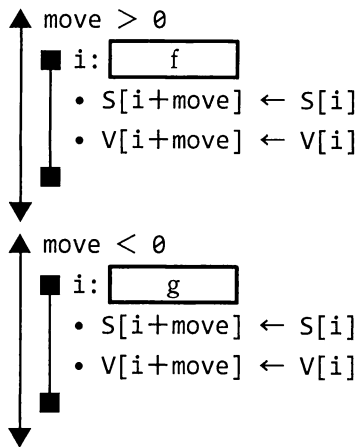 move > 0
i: f
• S[i+move] ← S[i]
• V[i+move] ← V[i]
move < 0
i: g
• S[i+move] ← S[i]
• V[i+move] ← V[i]